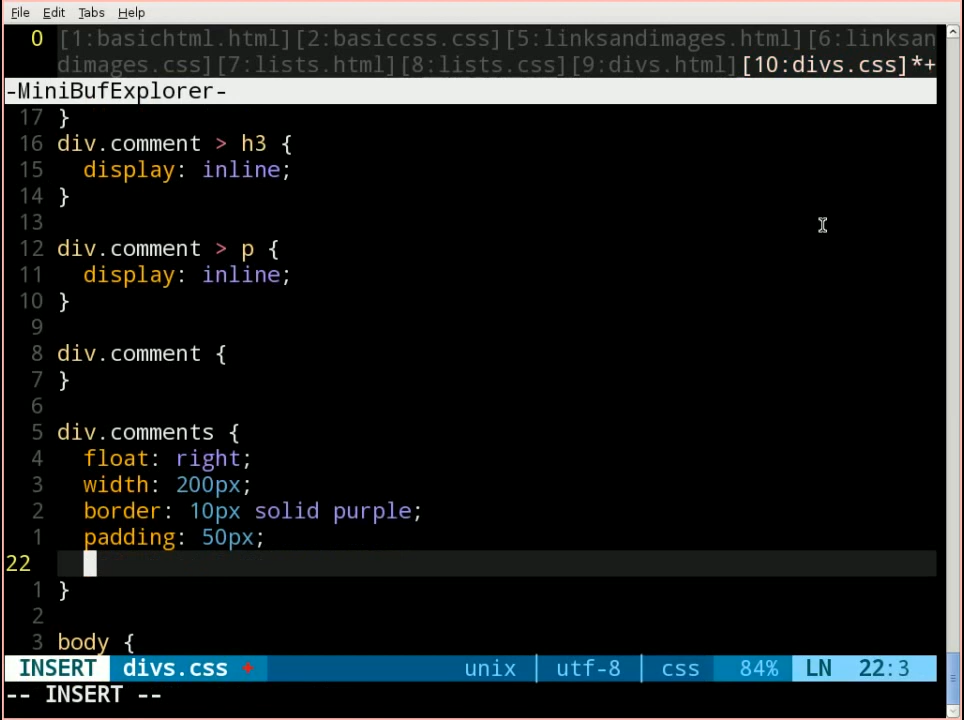 File Edit Tabs Help
0 [1:basichtml.html][2:basiccss.css][5:linksandimages.html][6:linksan
dimages.css][7:lists.html][8:lists.css][9:divs.html][10:divs.css]*+
-MiniBufExplorer-
17 }
16 div.comment > h3 {
15 display: inline;
14 }
13
12 div.comment > p {
11 display: inline;
10 }
9
8 div.comment {
7 }
6
5 div.comments {
4 float: right;
3 width: 200px;
2 border: 10px solid purple;
1 padding: 50px;
22
1 }
2
3 body {
INSERT divs.css + unix | utf-8 | css 84% LN 22:3
-- INSERT --